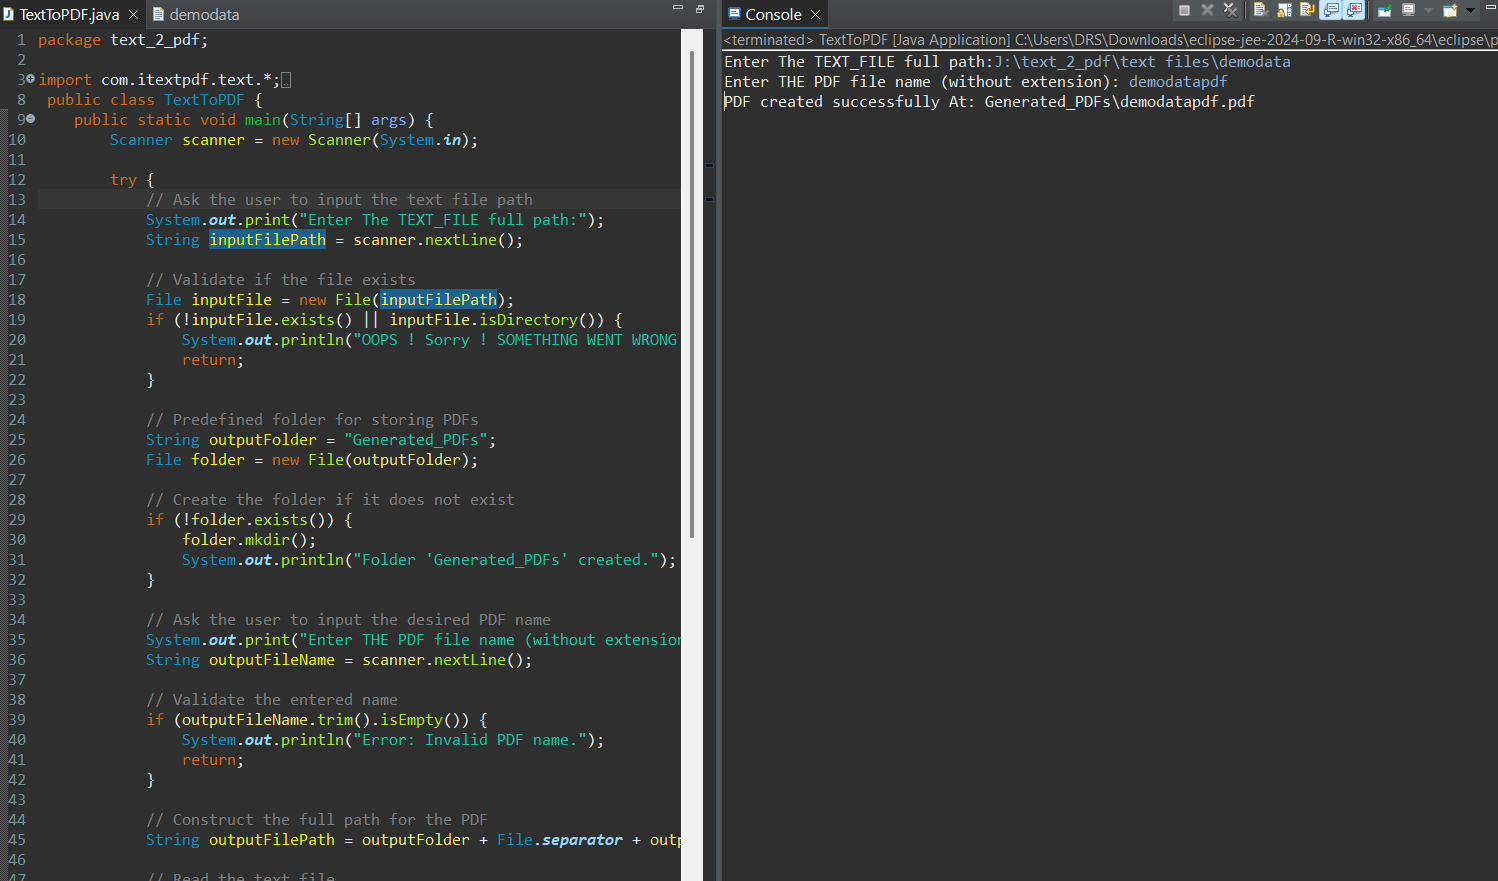 TextToPDF.java
demodata
1 package text_2_pdf;
2
3 import com.itextpdf.text.*;
8 public class TextToPDF {
9 public static void main(String[] args) {
10 Scanner scanner = new Scanner(System.in);
11
12 try {
13 // Ask the user to input the text file path
14 System.out.print("Enter The TEXT_FILE full path:");
15 String inputFilePath = scanner.nextLine();
16
17 // Validate if the file exists
18 File inputFile = new File(inputFilePath);
19 if (!inputFile.exists() || inputFile.isDirectory()) {
20 System.out.println("OOPS ! Sorry ! SOMETHING WENT WRONG
21 return;
22 }
23
24 // Predefined folder for storing PDFs
25 String outputFolder = "Generated_PDFs";
26 File folder = new File(outputFolder);
27
28 // Create the folder if it does not exist
29 if (!folder.exists()) {
30 folder.mkdir();
31 System.out.println("Folder 'Generated_PDFs' created.");
32 }
33
34 // Ask the user to input the desired PDF name
35 System.out.print("Enter THE PDF file name (without extension
36 String outputFileName = scanner.nextLine();
37
38 // Validate the entered name
39 if (outputFileName.trim().isEmpty()) {
40 System.out.println("Error: Invalid PDF name.");
41 return;
42 }
43
44 // Construct the full path for the PDF
45 String outputFilePath = outputFolder + File.separator + outp
46
47 // Read the text file
Console
<terminated> TextToPDF [Java Application] C:\Users\DRS\Downloads\eclipse-jee-2024-09-R-win32-x86_64\eclipse\p
Enter The TEXT_FILE full path:J:\text_2_pdf\text files\demodata
Enter THE PDF file name (without extension): demodatapdf
PDF created successfully At: Generated_PDFs\demodatapdf.pdf